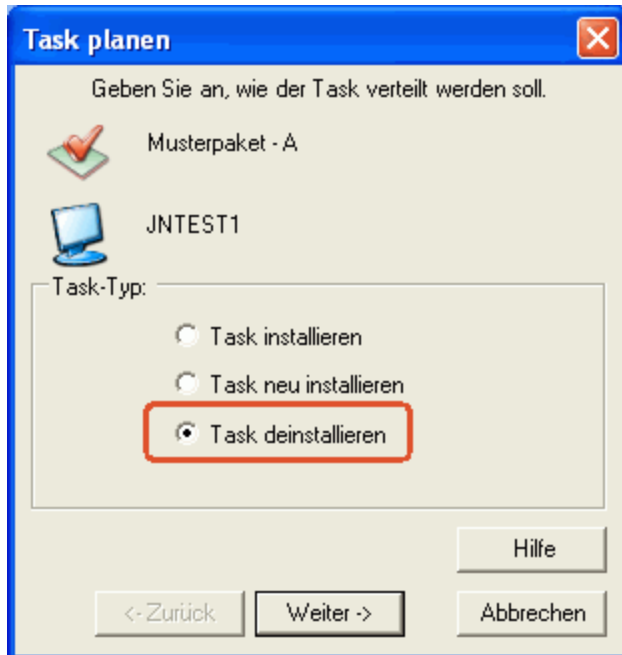 Task planen
Geben Sie an, wie der Task verteilt werden soll.
Musterpaket - A
JNTEST1
Task-Typ:
Task installieren
Task neu installieren
Task deinstallieren
Hilfe
<- Zurück
Weiter ->
Abbrechen